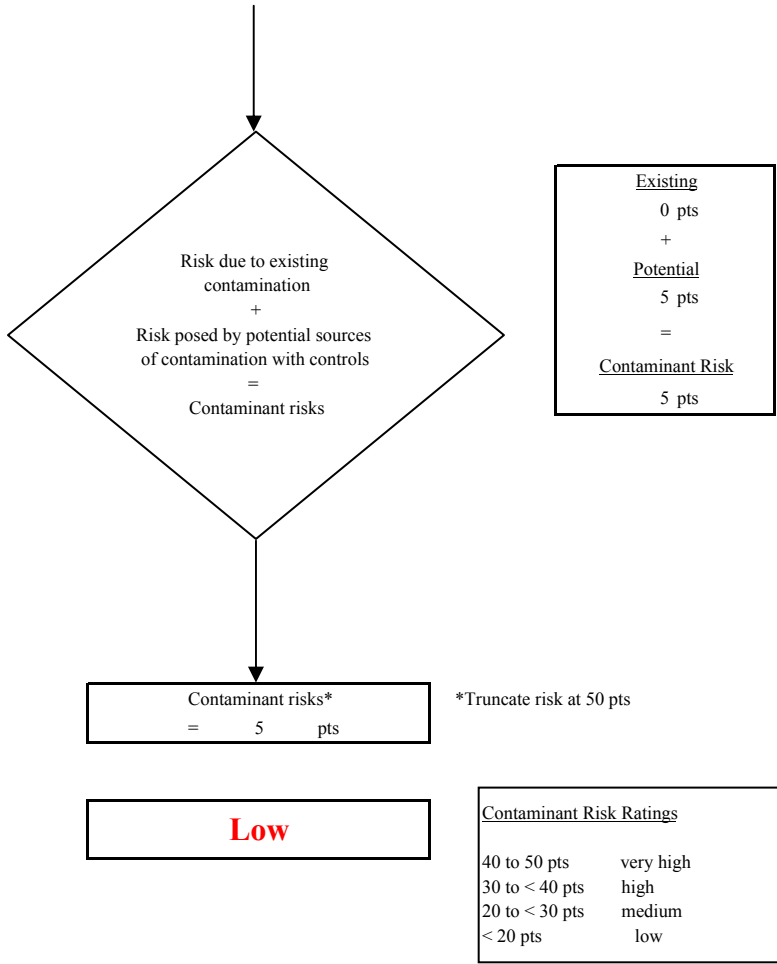 Risk due to existing
contamination
+
Risk posed by potential sources
of contamination with controls
=
Contaminant risks
Existing
0 pts
+
Potential
5 pts
=
Contaminant Risk
5 pts
Contaminant risks*
= 5 pts
*Truncate risk at 50 pts
Low
Contaminant Risk Ratings
40 to 50 pts very high
30 to < 40 pts high
20 to < 30 pts medium
< 20 pts low